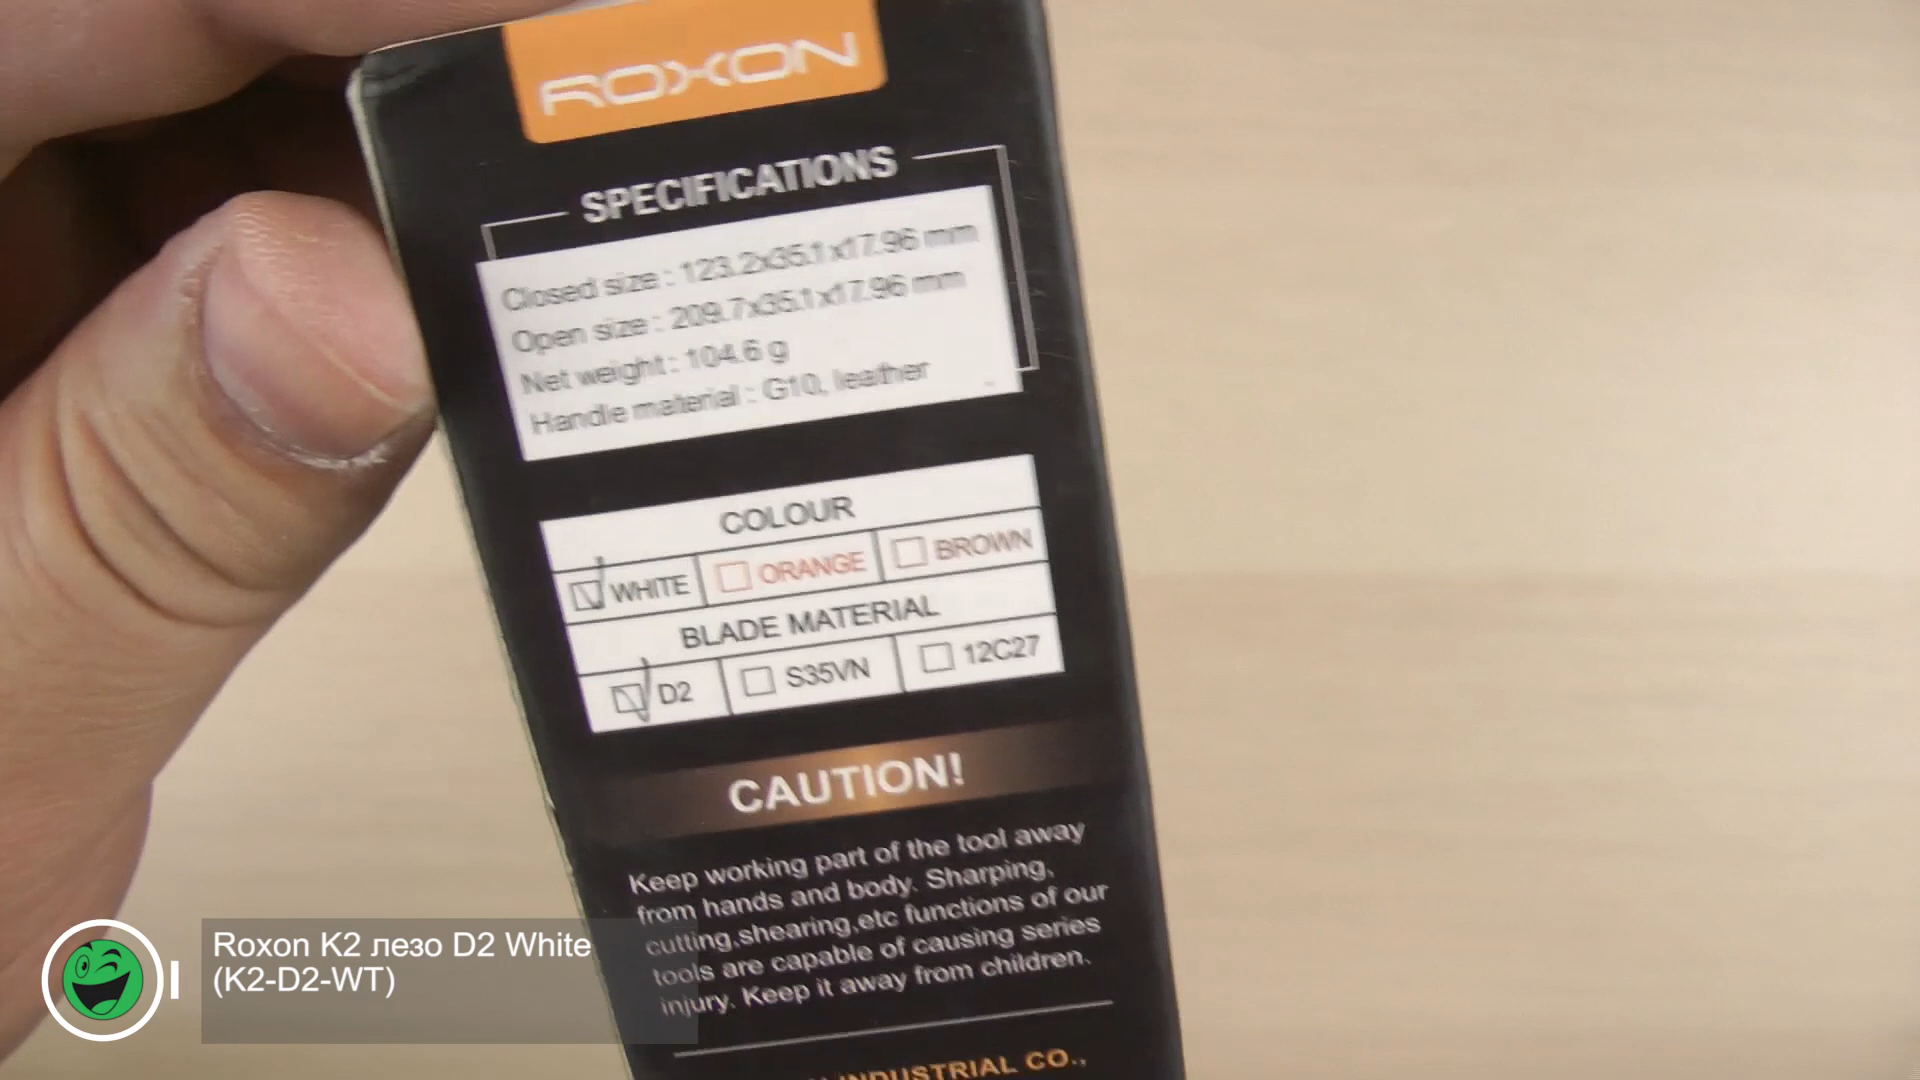 ROXON
SPECIFICATIONS
Closed size : 123.2x35.1x17.96 mm
Open size : 209.7x35.1x17.96 mm
Net weight : 104.6 g
Handle material : G10, leather
COLOUR
WHITE ORANGE BROWN
BLADE MATERIAL
D2 S35VN 12C27
CAUTION!
Keep working part of the tool away
from hands and body. Sharping,
cutting,shearing,etc functions of our
tools are capable of causing series
injury. Keep it away from children.
INDUSTRIAL CO.,
Roxon K2 лезо D2 White
(K2-D2-WT)